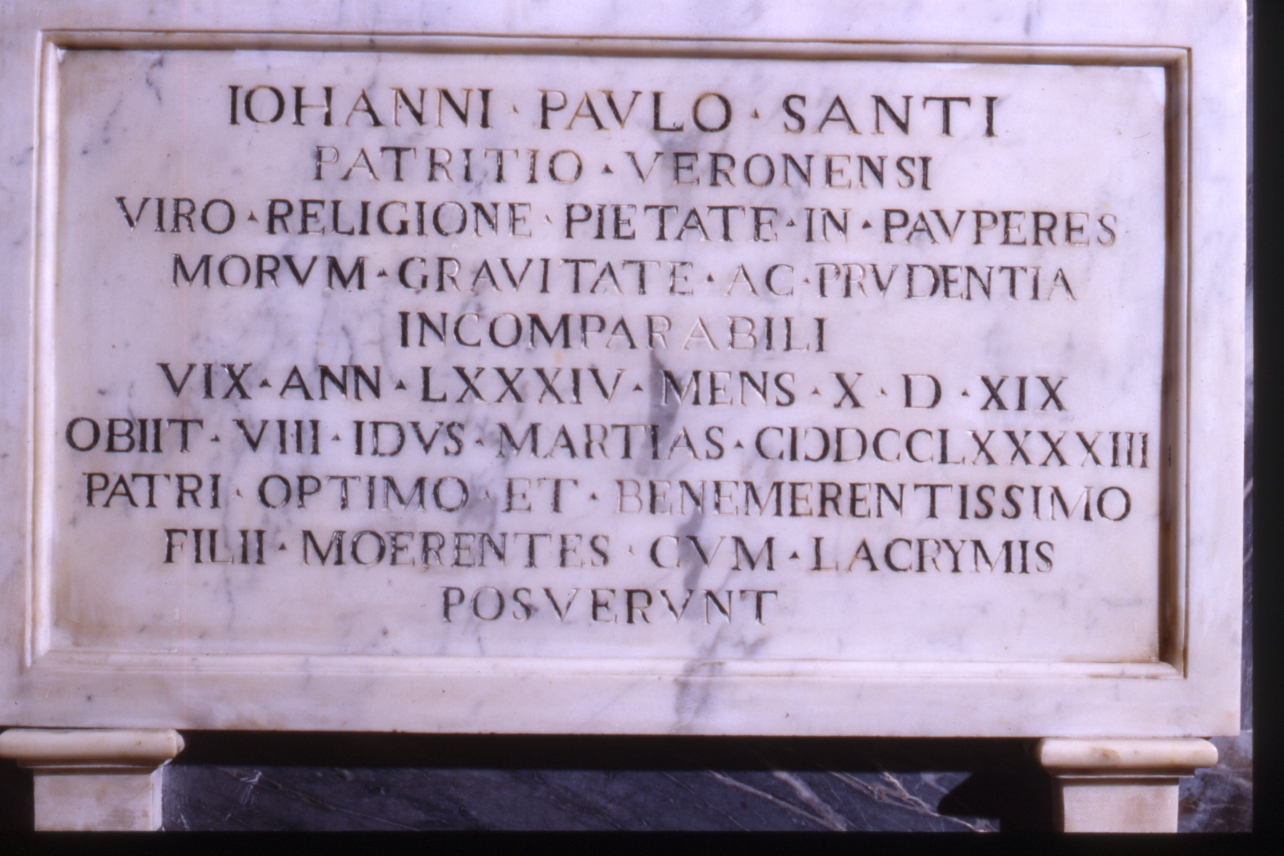 IOHANNI · PAVLO · SANTI
PATRITIO · VERONENSI
VIRO · RELIGIONE · PIETATE · IN · PAVPERES
MORVM · GRAVITATE · AC · PRVDENTIA
INCOMPARABILI
VIX · ANN · LXXXIV · MENS · X · D · XIX
OBIIT · VIII · IDVS · MARTIAS · CIƆDCCLXXXXIII
PATRI · OPTIMO · ET · BENEMERENTISSIMO
FILII · MOERENTES · CVM · LACRYMIS
POSVERVNT